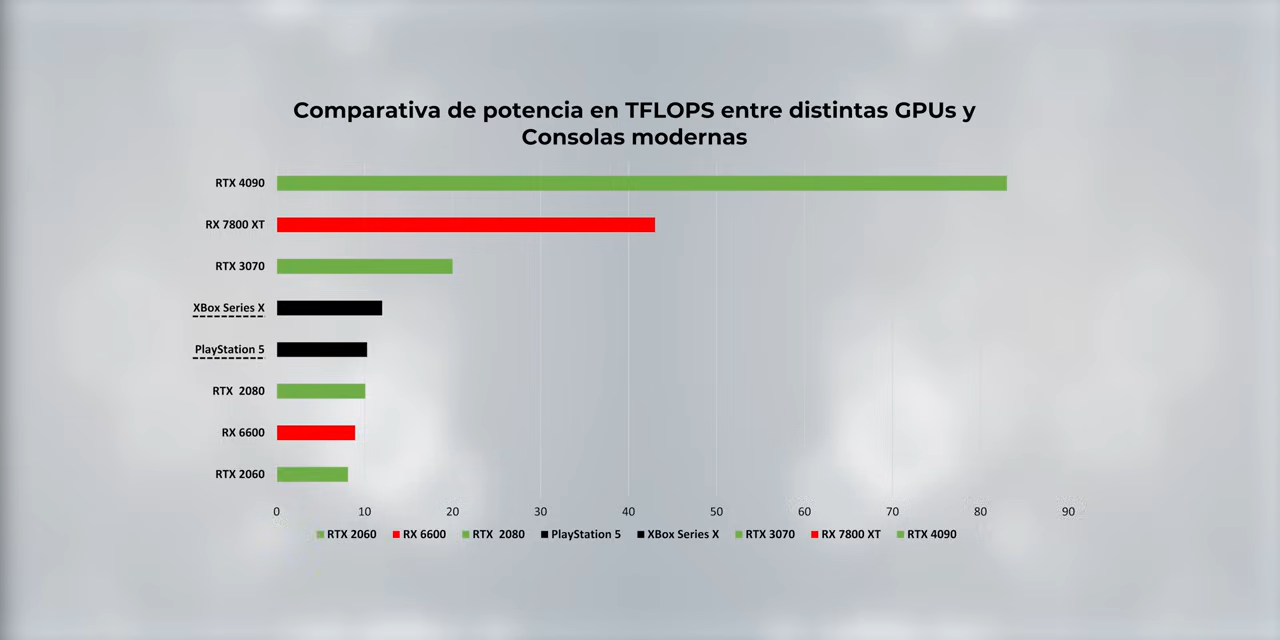 Comparativa de potencia en TFLOPS entre distintas GPUs y
Consolas modernas
RTX 4090
RX 7800 XT
RTX 3070
XBox Series X
PlayStation 5
RTX  2080
RX 6600
RTX 2060
0 10 20 30 40 50 60 70 80 90
RTX 2060 RX 6600 RTX  2080 PlayStation 5 XBox Series X RTX 3070 RX 7800 XT RTX 4090